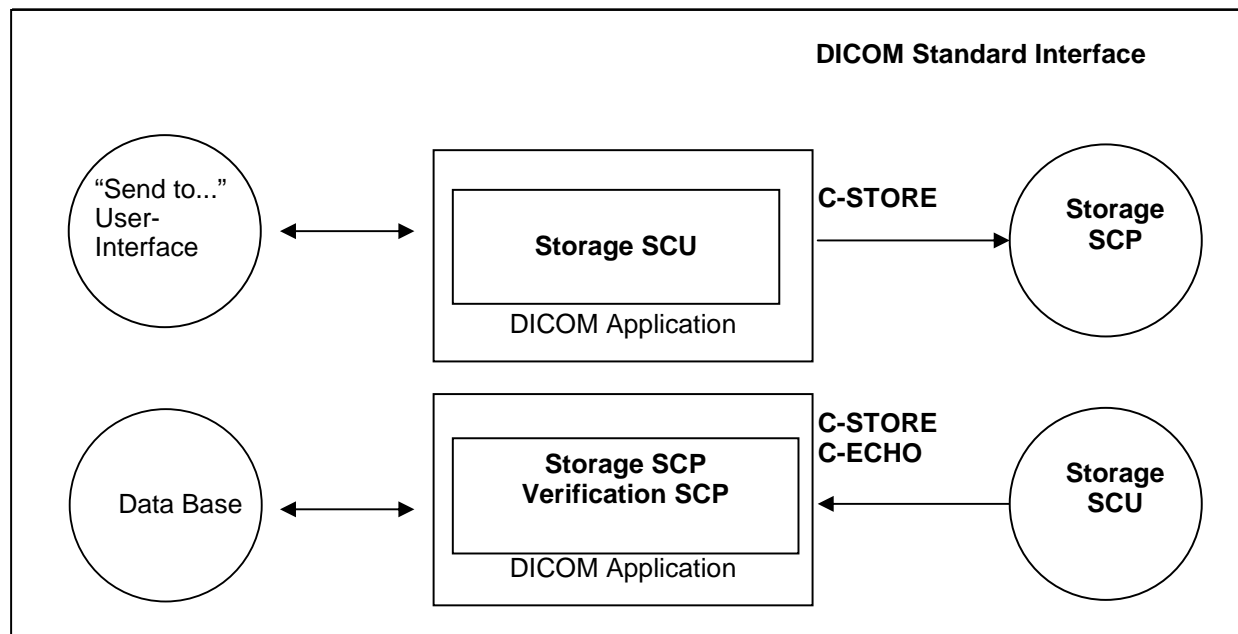 DICOM Standard Interface
“Send to...”
User-
Interface
Storage SCU
DICOM Application
C-STORE
Storage
SCP
Data Base
Storage SCP
Verification SCP
DICOM Application
C-STORE
C-ECHO
Storage
SCU